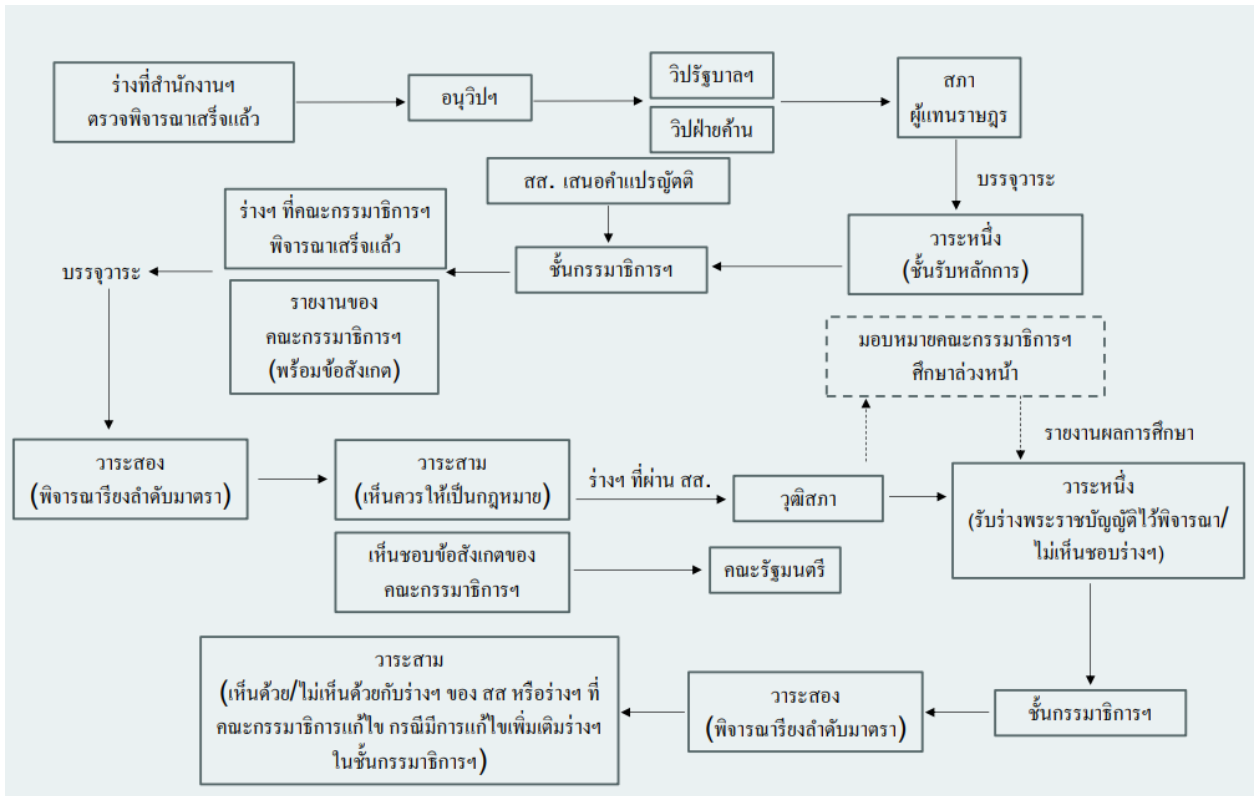 ร่างที่สำนักงานฯ
ตรวจพิจารณาเสร็จแล้ว
อนุวิปฯ
วิปรัฐบาลฯ
วิปฝ่ายค้าน
สภา
ผู้แทนราษฎร
บรรจุวาระ
วาระหนึ่ง
(ชั้นรับหลักการ)
สส. เสนอคำแปรญัตติ
ชั้นกรรมาธิการฯ
ร่างฯ ที่คณะกรรมาธิการฯ
พิจารณาเสร็จแล้ว
รายงานของ
คณะกรรมาธิการฯ
(พร้อมข้อสังเกต)
บรรจุวาระ
วาระสอง
(พิจารณารียงลำดับมาตรา)
วาระสาม
(เห็นควรให้เป็นกฎหมาย)
ร่างฯ ที่ผ่าน สส.
เห็นชอบข้อสังเกตของ
คณะกรรมาธิการฯ
คณะรัฐมนตรี
วุฒิสภา
มอบหมายคณะกรรมาธิการฯ
ศึกษาล่วงหน้า
รายงานผลการศึกษา
วาระหนึ่ง
(รับร่างพระราชบัญญัติไว้พิจารณา/
ไม่เห็นชอบร่างฯ)
ชั้นกรรมาธิการฯ
วาระสอง
(พิจารณารียงลำดับมาตรา)
วาระสาม
(เห็นด้วย/ไม่เห็นด้วยกับร่างฯ ของ สส หรือร่างฯ ที่
คณะกรรมาธิการแก้ไข กรณีมีการแก้ไขเพิ่มเติมร่างฯ
ในชั้นกรรมาธิการฯ)